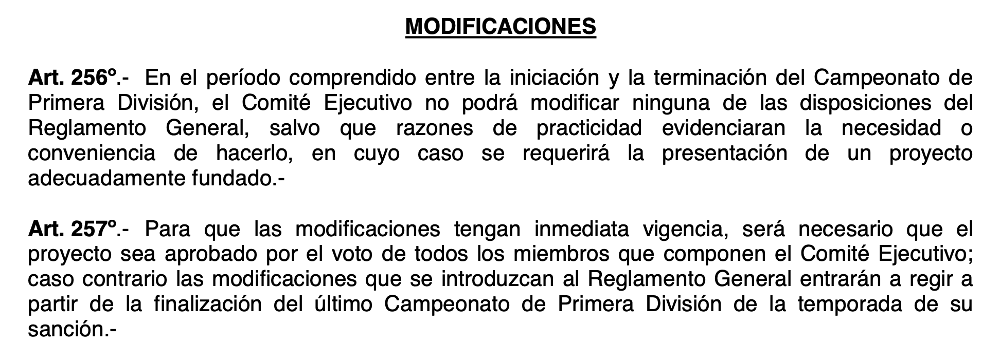 MODIFICACIONES
Art. 256º.- En el período comprendido entre la iniciación y la terminación del Campeonato de
Primera División, el Comité Ejecutivo no podrá modificar ninguna de las disposiciones del
Reglamento General, salvo que razones de practicidad evidenciaran la necesidad o
conveniencia de hacerlo, en cuyo caso se requerirá la presentación de un proyecto
adecuadamente fundado.-
Art. 257º.- Para que las modificaciones tengan inmediata vigencia, será necesario que el
proyecto sea aprobado por el voto de todos los miembros que componen el Comité Ejecutivo;
caso contrario las modificaciones que se introduzcan al Reglamento General entrarán a regir a
partir de la finalización del último Campeonato de Primera División de la temporada de su
sanción.-